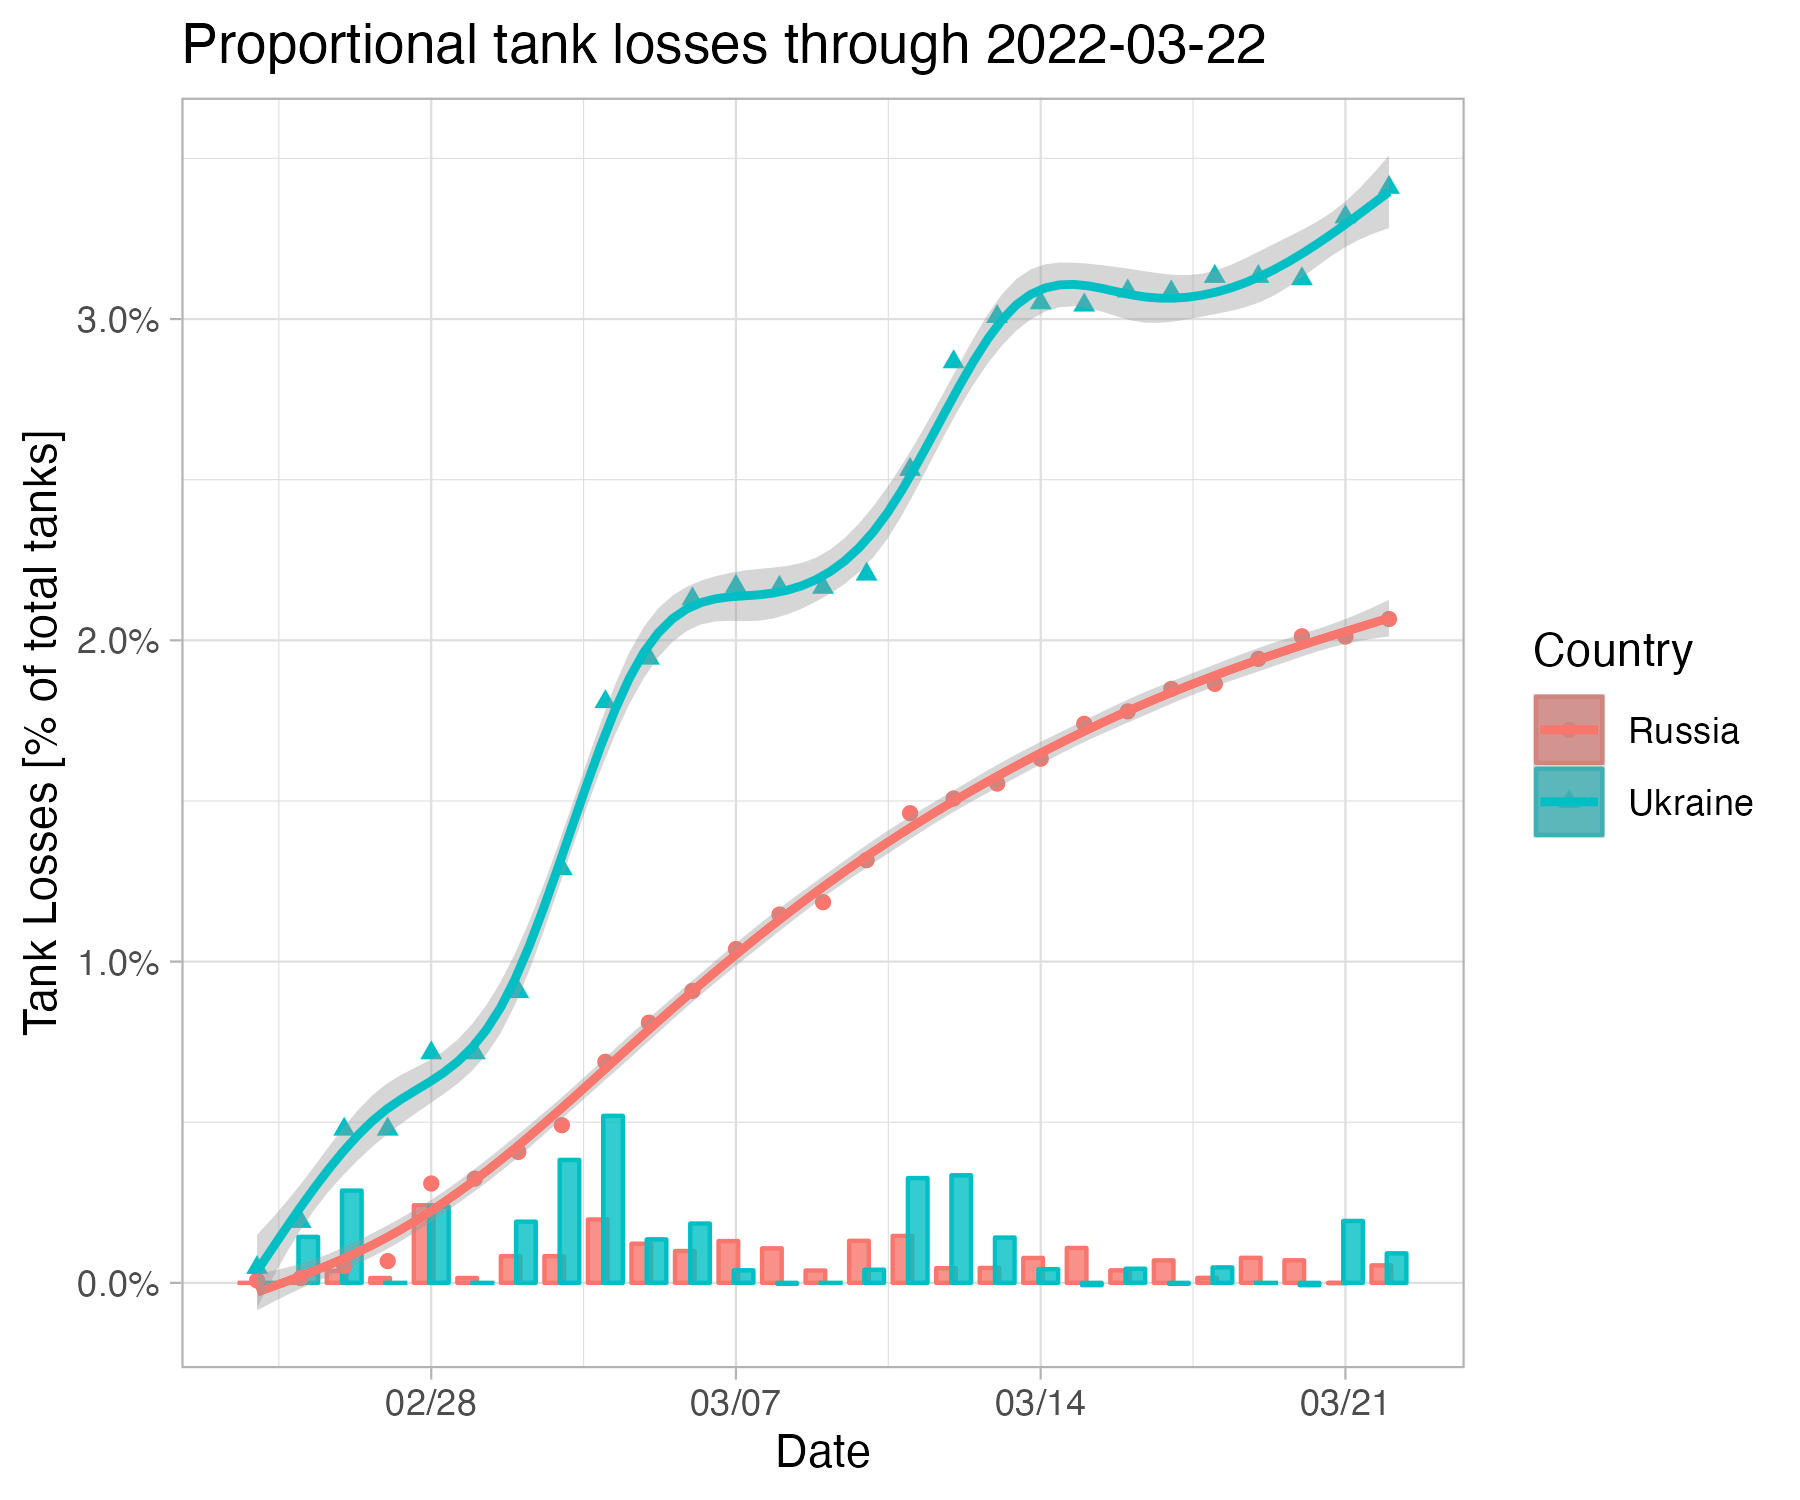 Proportional tank losses through 2022-03-22
Tank Losses [% of total tanks]
3.0%
2.0%
1.0%
0.0%
02/28
03/07
03/14
03/21
Date
Country
Russia
Ukraine